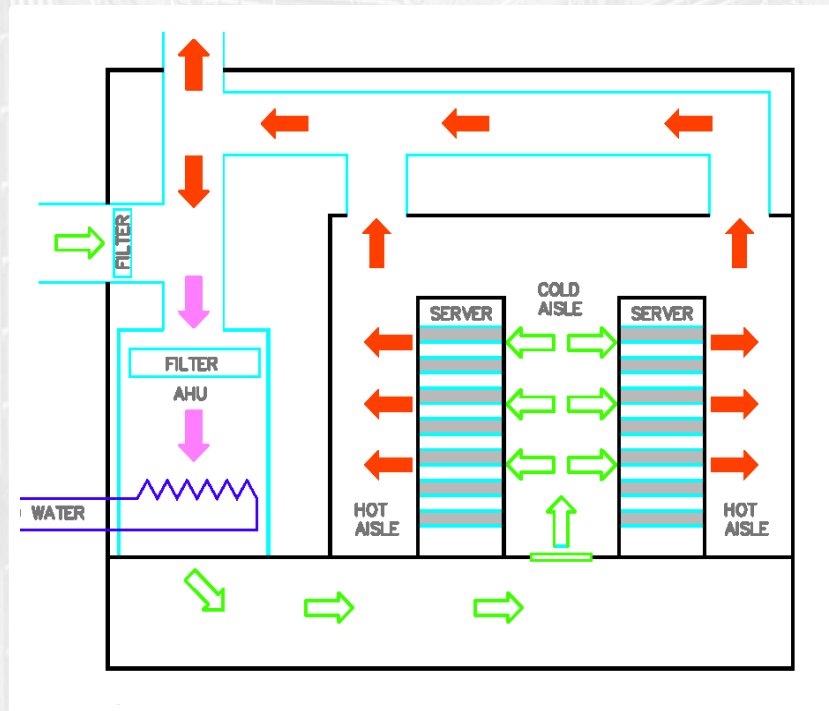 FILTER
COLD
AISLE
SERVER
SERVER
FILTER
AHU
HOT
AISLE
HOT
AISLE
WATER